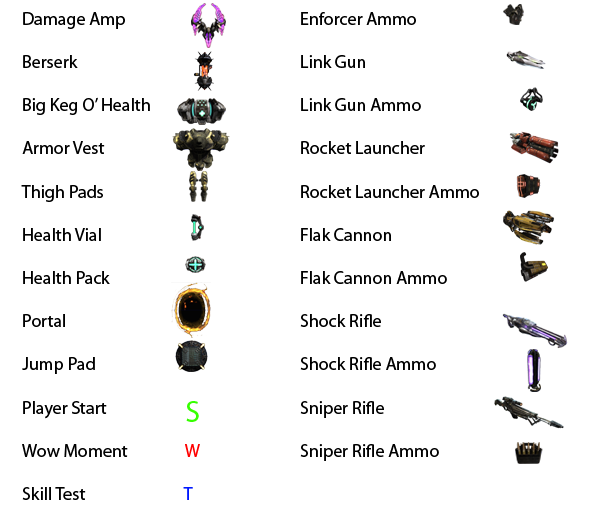 Damage Amp
Berserk
Big Keg O’ Health
Armor Vest
Thigh Pads
Health Vial
Health Pack
Portal
Jump Pad
Player Start S
Wow Moment W
Skill Test T
Enforcer Ammo
Link Gun
Link Gun Ammo
Rocket Launcher
Rocket Launcher Ammo
Flak Cannon
Flak Cannon Ammo
Shock Rifle
Shock Rifle Ammo
Sniper Rifle
Sniper Rifle Ammo